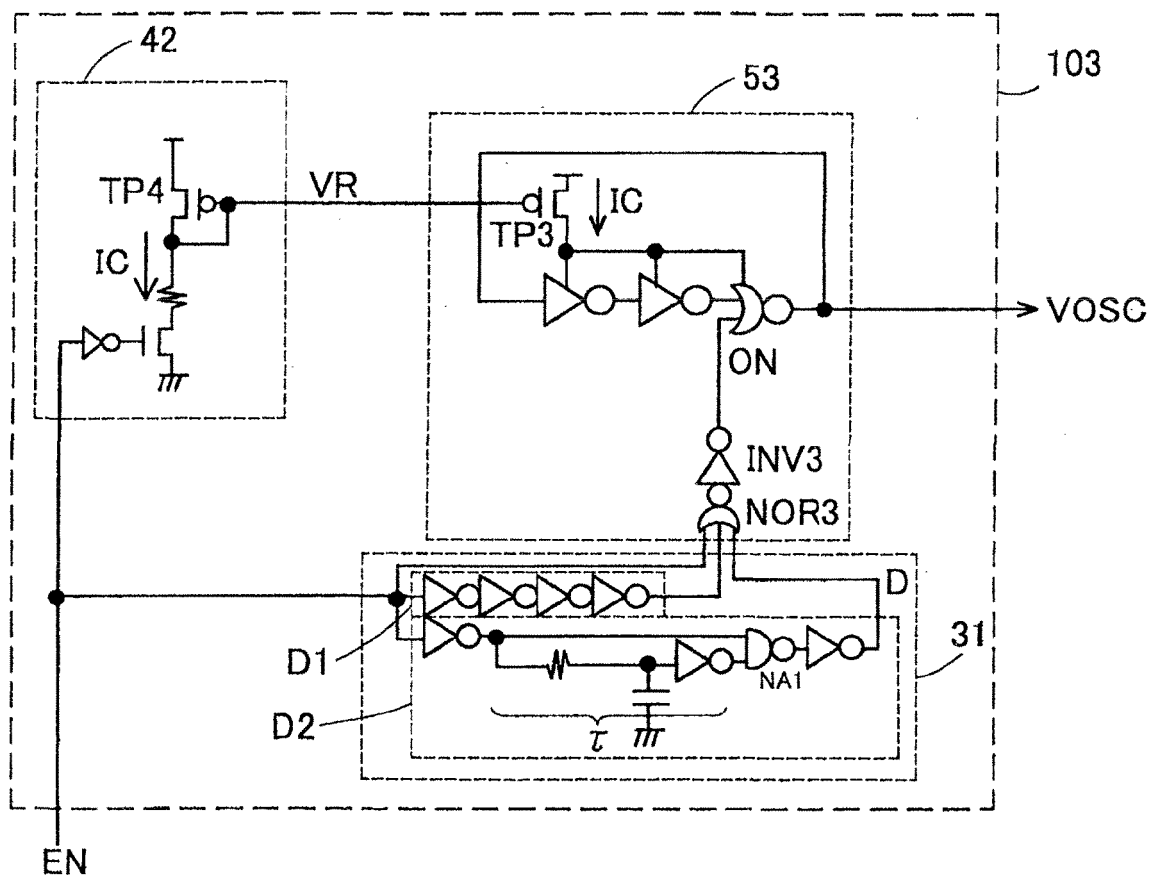 42
53
103
TP4
VR
IC
TP3
IC
VOSC
ON
INV3
NOR3
D
D1
31
NA1
D2
τ
EN